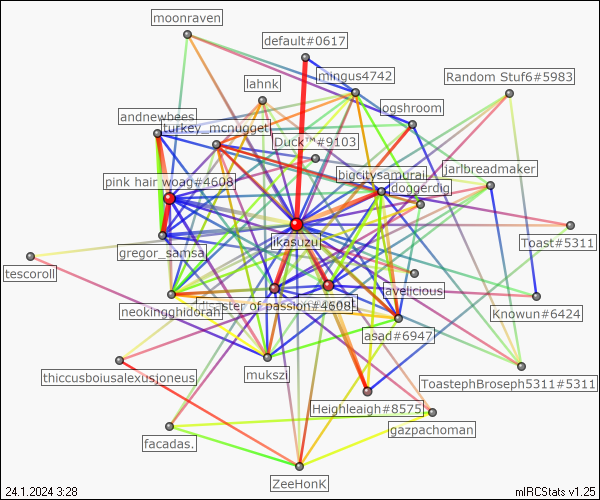 moonraven
default#0617
mingus4742
Random Stuf6#5983
lahnk
ogshroom
andnewbees
turkey_mcnugget
Duck™#9103
jarlbreadmaker
bigcitysamurai
pink hair woag#4608
doggerdig
ikasuzu
Toast#5311
gregor_samsa
tescoroll
avelicious
disaster of passion#4608
neokingghidorah
Knowun#6424
asad#6947
mukszi
thiccusboiusalexusjoneus
ToastephBroseph5311#5311
Heighleigh#8575
gazpachoman
facadas.
ZeeHonK
24.1.2024 3:28
mIRCStats v1.25